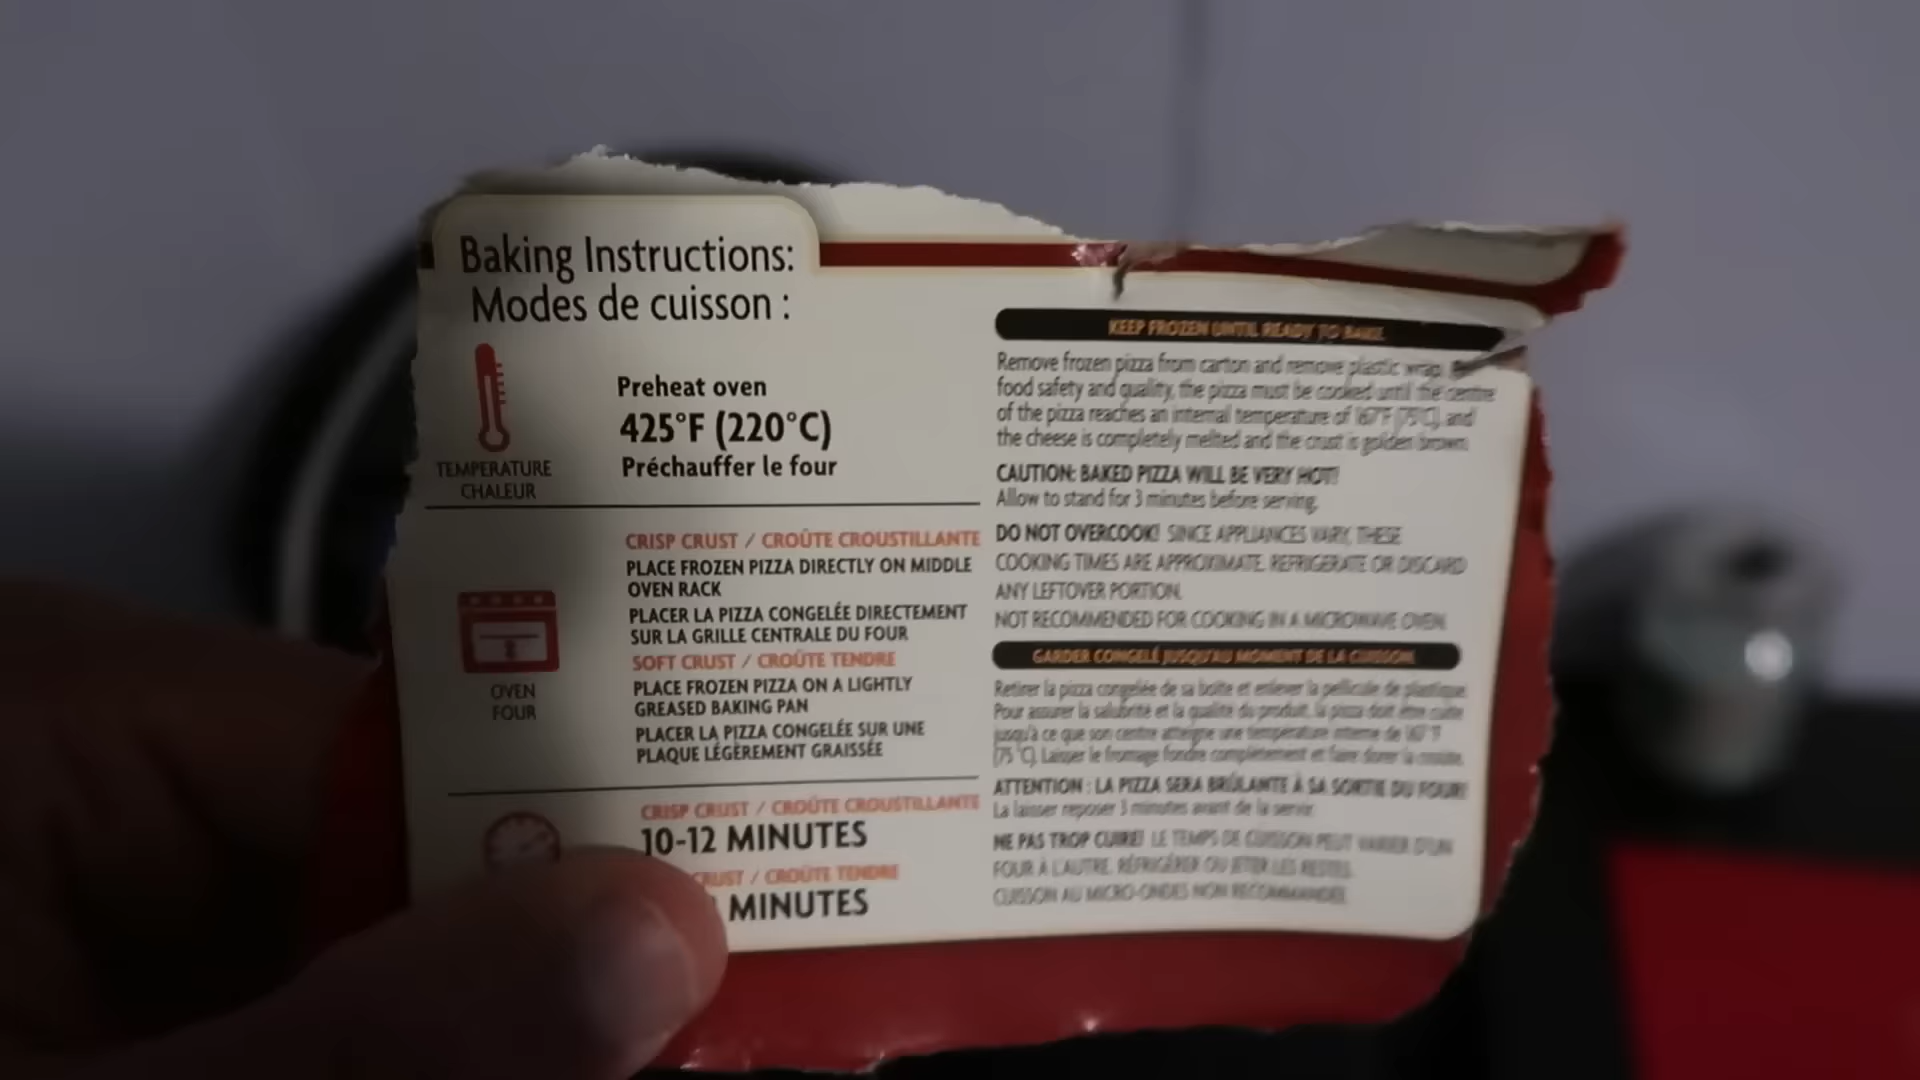 Baking Instructions:
Modes de cuisson :
TEMPERATURE
CHALEUR
Preheat oven
425°F (220°C)
Préchauffer le four
OVEN
FOUR
CRISP CRUST / CROÛTE CROUSTILLANTE
PLACE FROZEN PIZZA DIRECTLY ON MIDDLE
OVEN RACK
PLACER LA PIZZA CONGELÉE DIRECTEMENT
SUR LA GRILLE CENTRALE DU FOUR
SOFT CRUST / CROÛTE TENDRE
PLACE FROZEN PIZZA ON A LIGHTLY
GREASED BAKING PAN
PLACER LA PIZZA CONGELÉE SUR UNE
PLAQUE LÉGÈREMENT GRAISSÉE
CRISP CRUST / CROÛTE CROUSTILLANTE
10-12 MINUTES
CRUST / CROÛTE TENDRE
MINUTES
KEEP FROZEN UNTIL READY TO BAKE.
Remove frozen pizza from carton and remove plastic wrap.
food safety and quality, the pizza must be cooked until the centre
of the pizza reaches an internal temperature of 167°F (75°C), and
the cheese is completely melted and the crust is golden brown.
CAUTION: BAKED PIZZA WILL BE VERY HOT!
Allow to stand for 3 minutes before serving.
DO NOT OVERCOOK! SINCE APPLIANCES VARY, THESE
COOKING TIMES ARE APPROXIMATE. REFRIGERATE OR DISCARD
ANY LEFTOVER PORTION.
NOT RECOMMENDED FOR COOKING IN A MICROWAVE OVEN.
GARDER CONGELÉ JUSQU'AU MOMENT DE LA CUISSON.
Retirer la pizza congelée de sa boîte et enlever la pellicule de plastique.
Pour assurer la salubrité et la qualité du produit, la pizza doit être cuite
jusqu'à ce que son centre atteigne une température interne de 167 °F
(75 °C). Laisser le fromage fondre complètement et faire dorer la croûte.
ATTENTION : LA PIZZA SERA BRÛLANTE À SA SORTIE DU FOUR!
La laisser reposer 3 minutes avant de la servir.
NE PAS TROP CUIRE! LE TEMPS DE CUISSON PEUT VARIER D'UN
FOUR À L'AUTRE. RÉFRIGÉRER OU JETER LES RESTES.
CUISSON AU MICRO-ONDES NON RECOMMANDÉE.